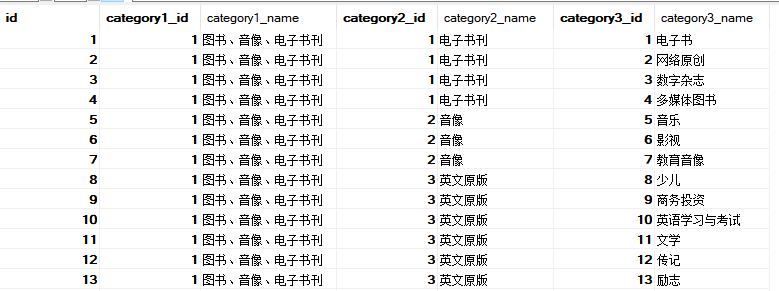 id category1_id category1_name category2_id category2_name category3_id category3_name
1 1 图书、音像、电子书刊 1 电子书刊 1 电子书
2 1 图书、音像、电子书刊 1 电子书刊 2 网络原创
3 1 图书、音像、电子书刊 1 电子书刊 3 数字杂志
4 1 图书、音像、电子书刊 1 电子书刊 4 多媒体图书
5 1 图书、音像、电子书刊 2 音像 5 音乐
6 1 图书、音像、电子书刊 2 音像 6 影视
7 1 图书、音像、电子书刊 2 音像 7 教育音像
8 1 图书、音像、电子书刊 3 英文原版 8 少儿
9 1 图书、音像、电子书刊 3 英文原版 9 商务投资
10 1 图书、音像、电子书刊 3 英文原版 10 英语学习与考试
11 1 图书、音像、电子书刊 3 英文原版 11 文学
12 1 图书、音像、电子书刊 3 英文原版 12 传记
13 1 图书、音像、电子书刊 3 英文原版 13 励志